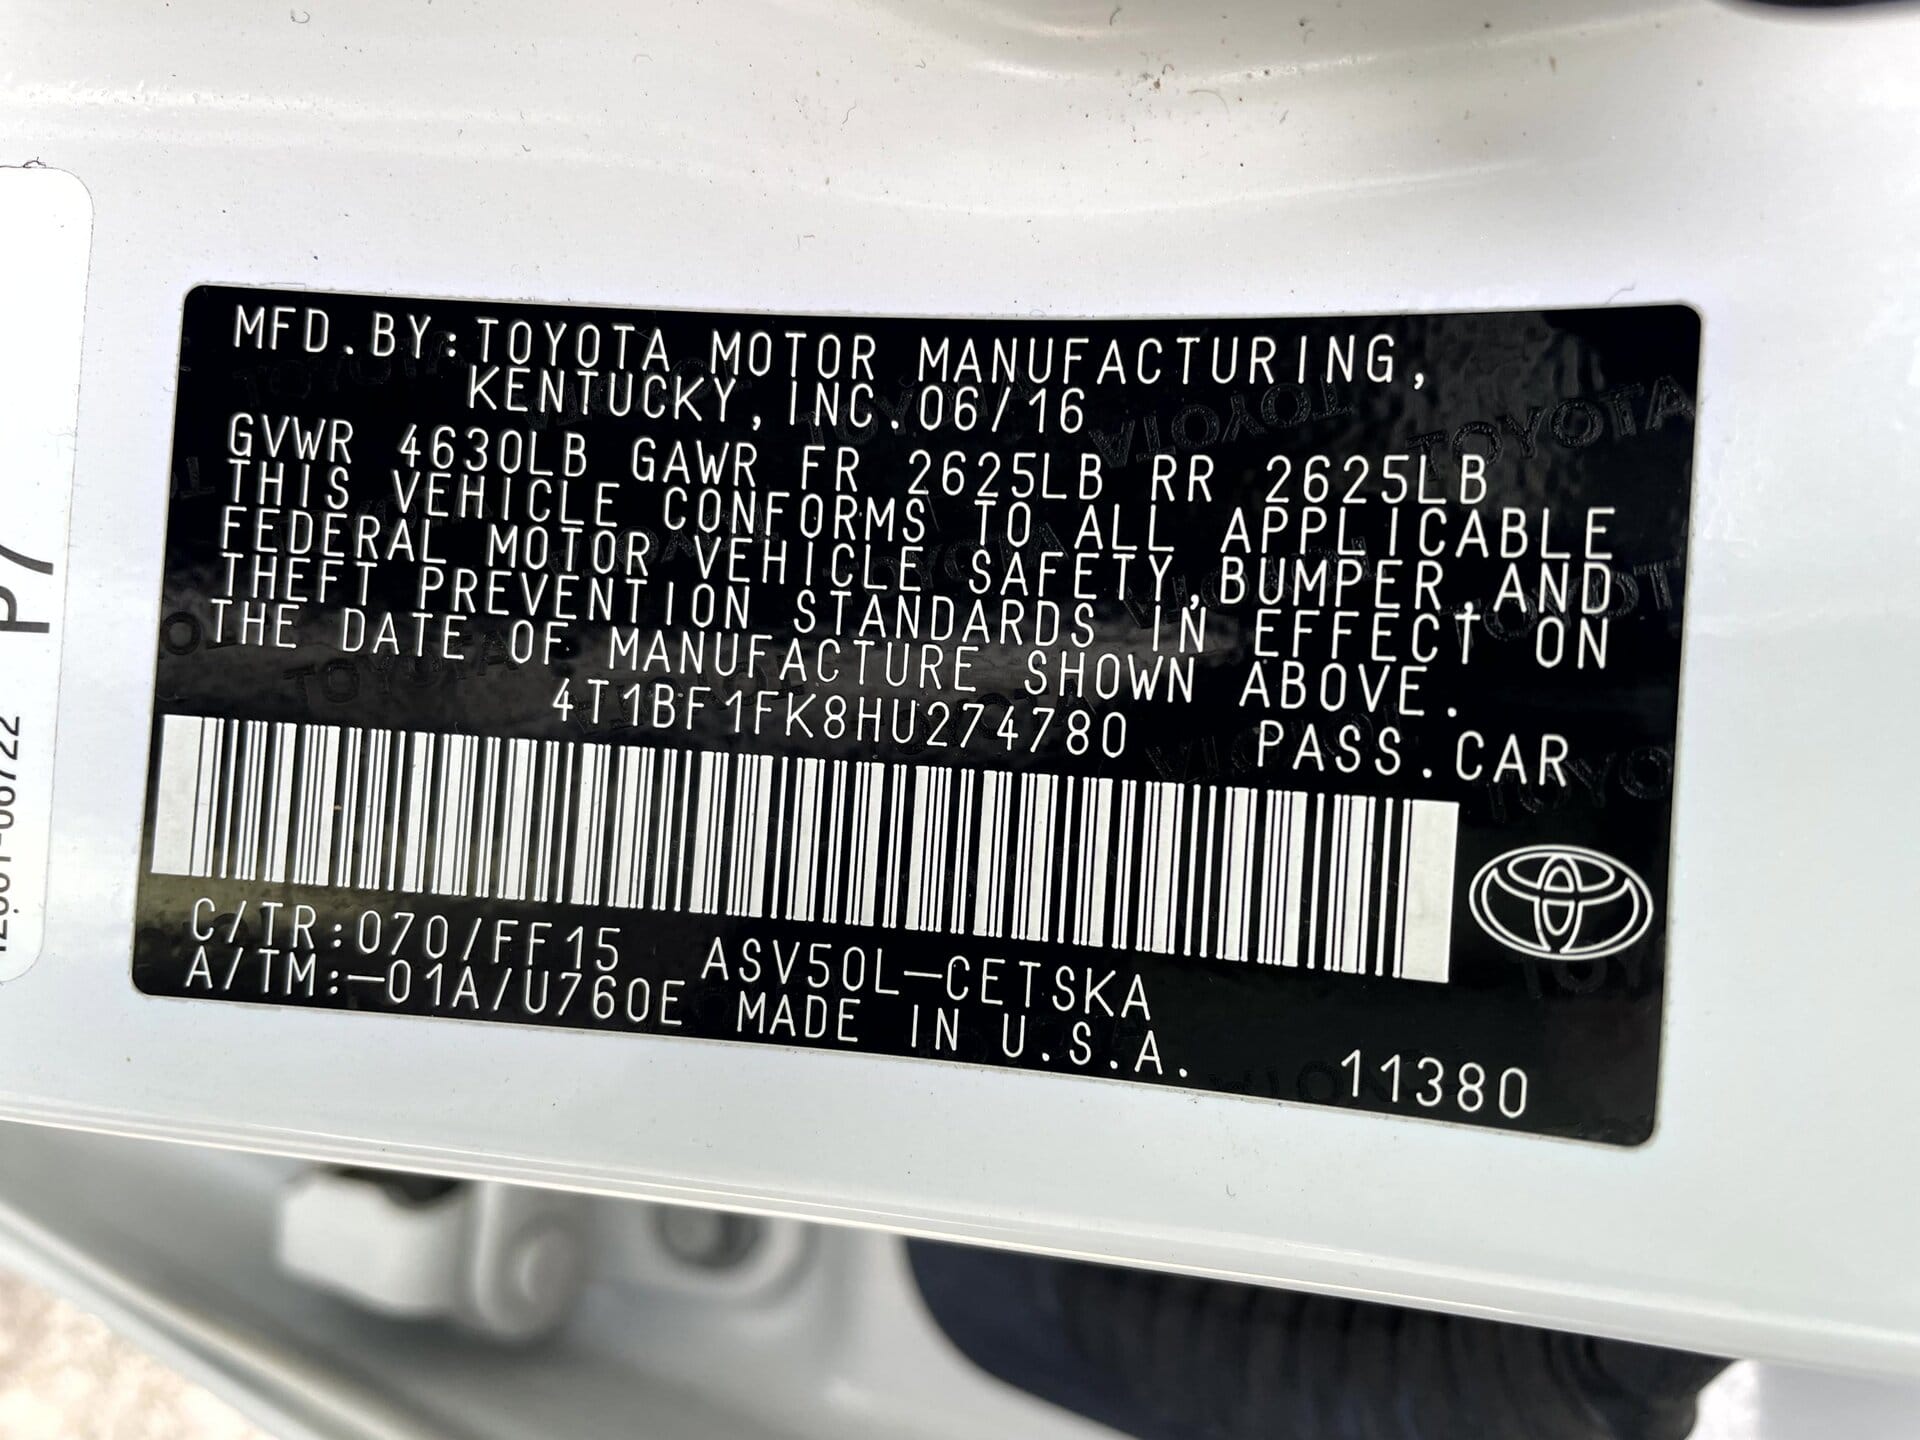 MFD.BY:TOYOTA MOTOR MANUFACTURING,
KENTUCKY,INC.06/16
GVWR 4630LB GAWR FR 2625LB RR 2625LB
THIS VEHICLE CONFORMS TO ALL APPLICABLE
FEDERAL MOTOR VEHICLE SAFETY,BUMPER,AND
THEFT PREVENTION STANDARDS IN EFFECT ON
THE DATE OF MANUFACTURE SHOWN ABOVE.
4T1BF1FK8HU274780 PASS.CAR
C/TR:070/FF15 ASV50L-CETSKA
A/TM:-01A/U760E MADE IN U.S.A. 11380
P7